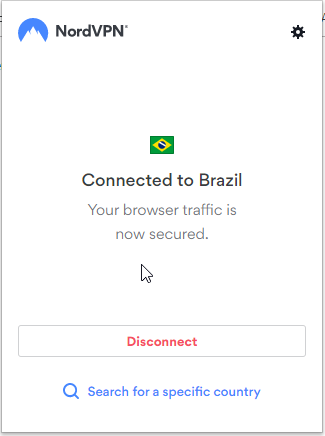 NordVPN®
Connected to Brazil
Your browser traffic is
now secured.
Disconnect
Search for a specific country